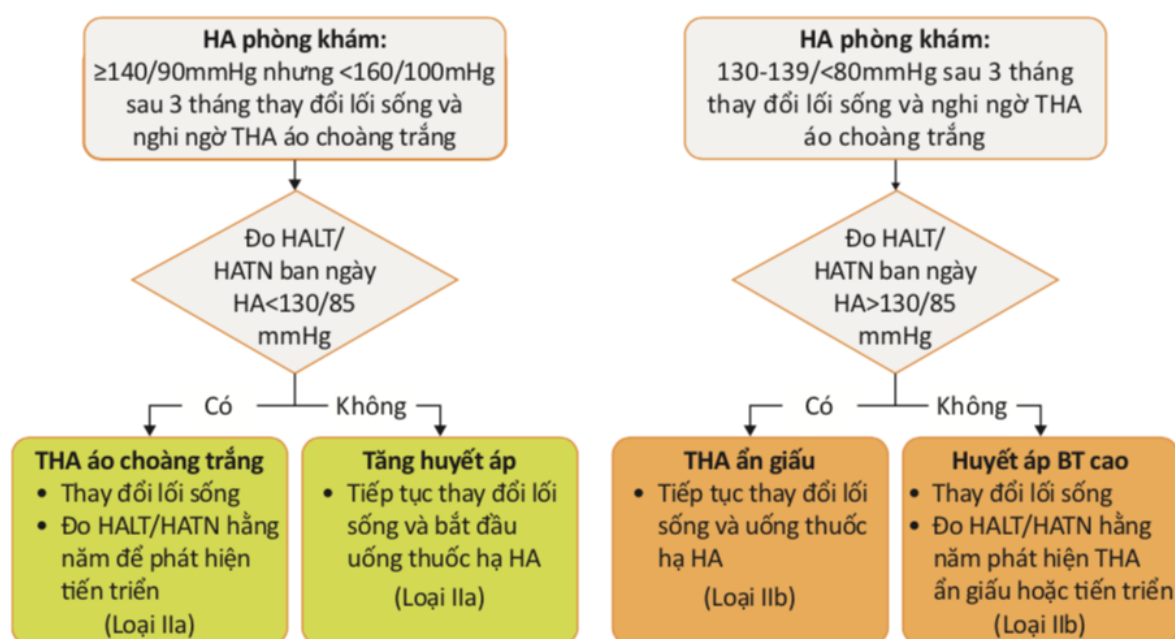 HA phòng khám:
≥140/90mmHg nhưng <160/100mHg
sau 3 tháng thay đổi lối sống và
nghi ngờ THA áo choàng trắng
Đo HALT/
HATN ban ngày
HA<130/85
mmHg
Có
Không
THA áo choàng trắng
• Thay đổi lối sống
• Đo HALT/HATN hằng
năm để phát hiện
tiến triển
(Loại IIa)
Tăng huyết áp
• Tiếp tục thay đổi lối
sống và bắt đầu
uống thuốc hạ HA
(Loại IIa)
HA phòng khám:
130-139/<80mmHg sau 3 tháng
thay đổi lối sống và nghi ngờ THA
áo choàng trắng
Đo HALT/
HATN ban ngày
HA>130/85
mmHg
Có
Không
THA ẩn giấu
• Tiếp tục thay đổi lối
sống và uống thuốc
hạ HA
(Loại IIb)
Huyết áp BT cao
• Thay đổi lối sống
• Đo HALT/HATN hằng
năm phát hiện THA
ẩn giấu hoặc tiến triển
(Loại IIb)